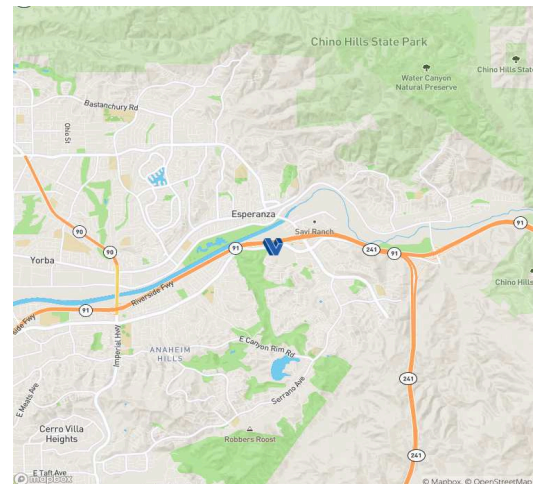 Chino Hills State Park
Water Canyon
Natural Preserve
Chino Hills Sta
Bastanchury Rd
Ohio St
Esperanza
Savi Ranch
90
90
91
241
91
91
Yorba
Riverside Fwy
91
Chino Hills
Imperial Hwy
rside Fwy
ANAHEIM
HILLS
E Canyon Rim Rd
Serrano Ave
241
E Meats Ave
Cerro Villa
Heights
Robbers Roost
241
E Taft Ave
mapbox
© Mapbox, © OpenStreetMap